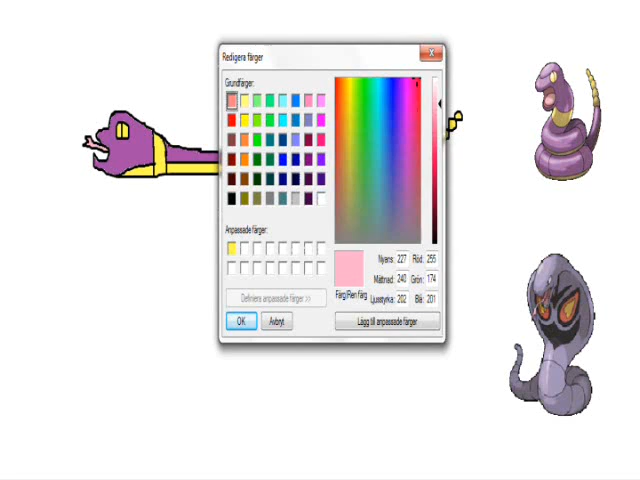 Redigera färger
Grundfärger:
Anpassade färger:
Definiera anpassade färger >>
OK
Avbryt
Färg|Ren färg
Nyans: 227
Röd: 255
Mättnad: 240
Grön: 174
Ljusstyrka: 202
Blå: 201
Lägg till anpassade färger